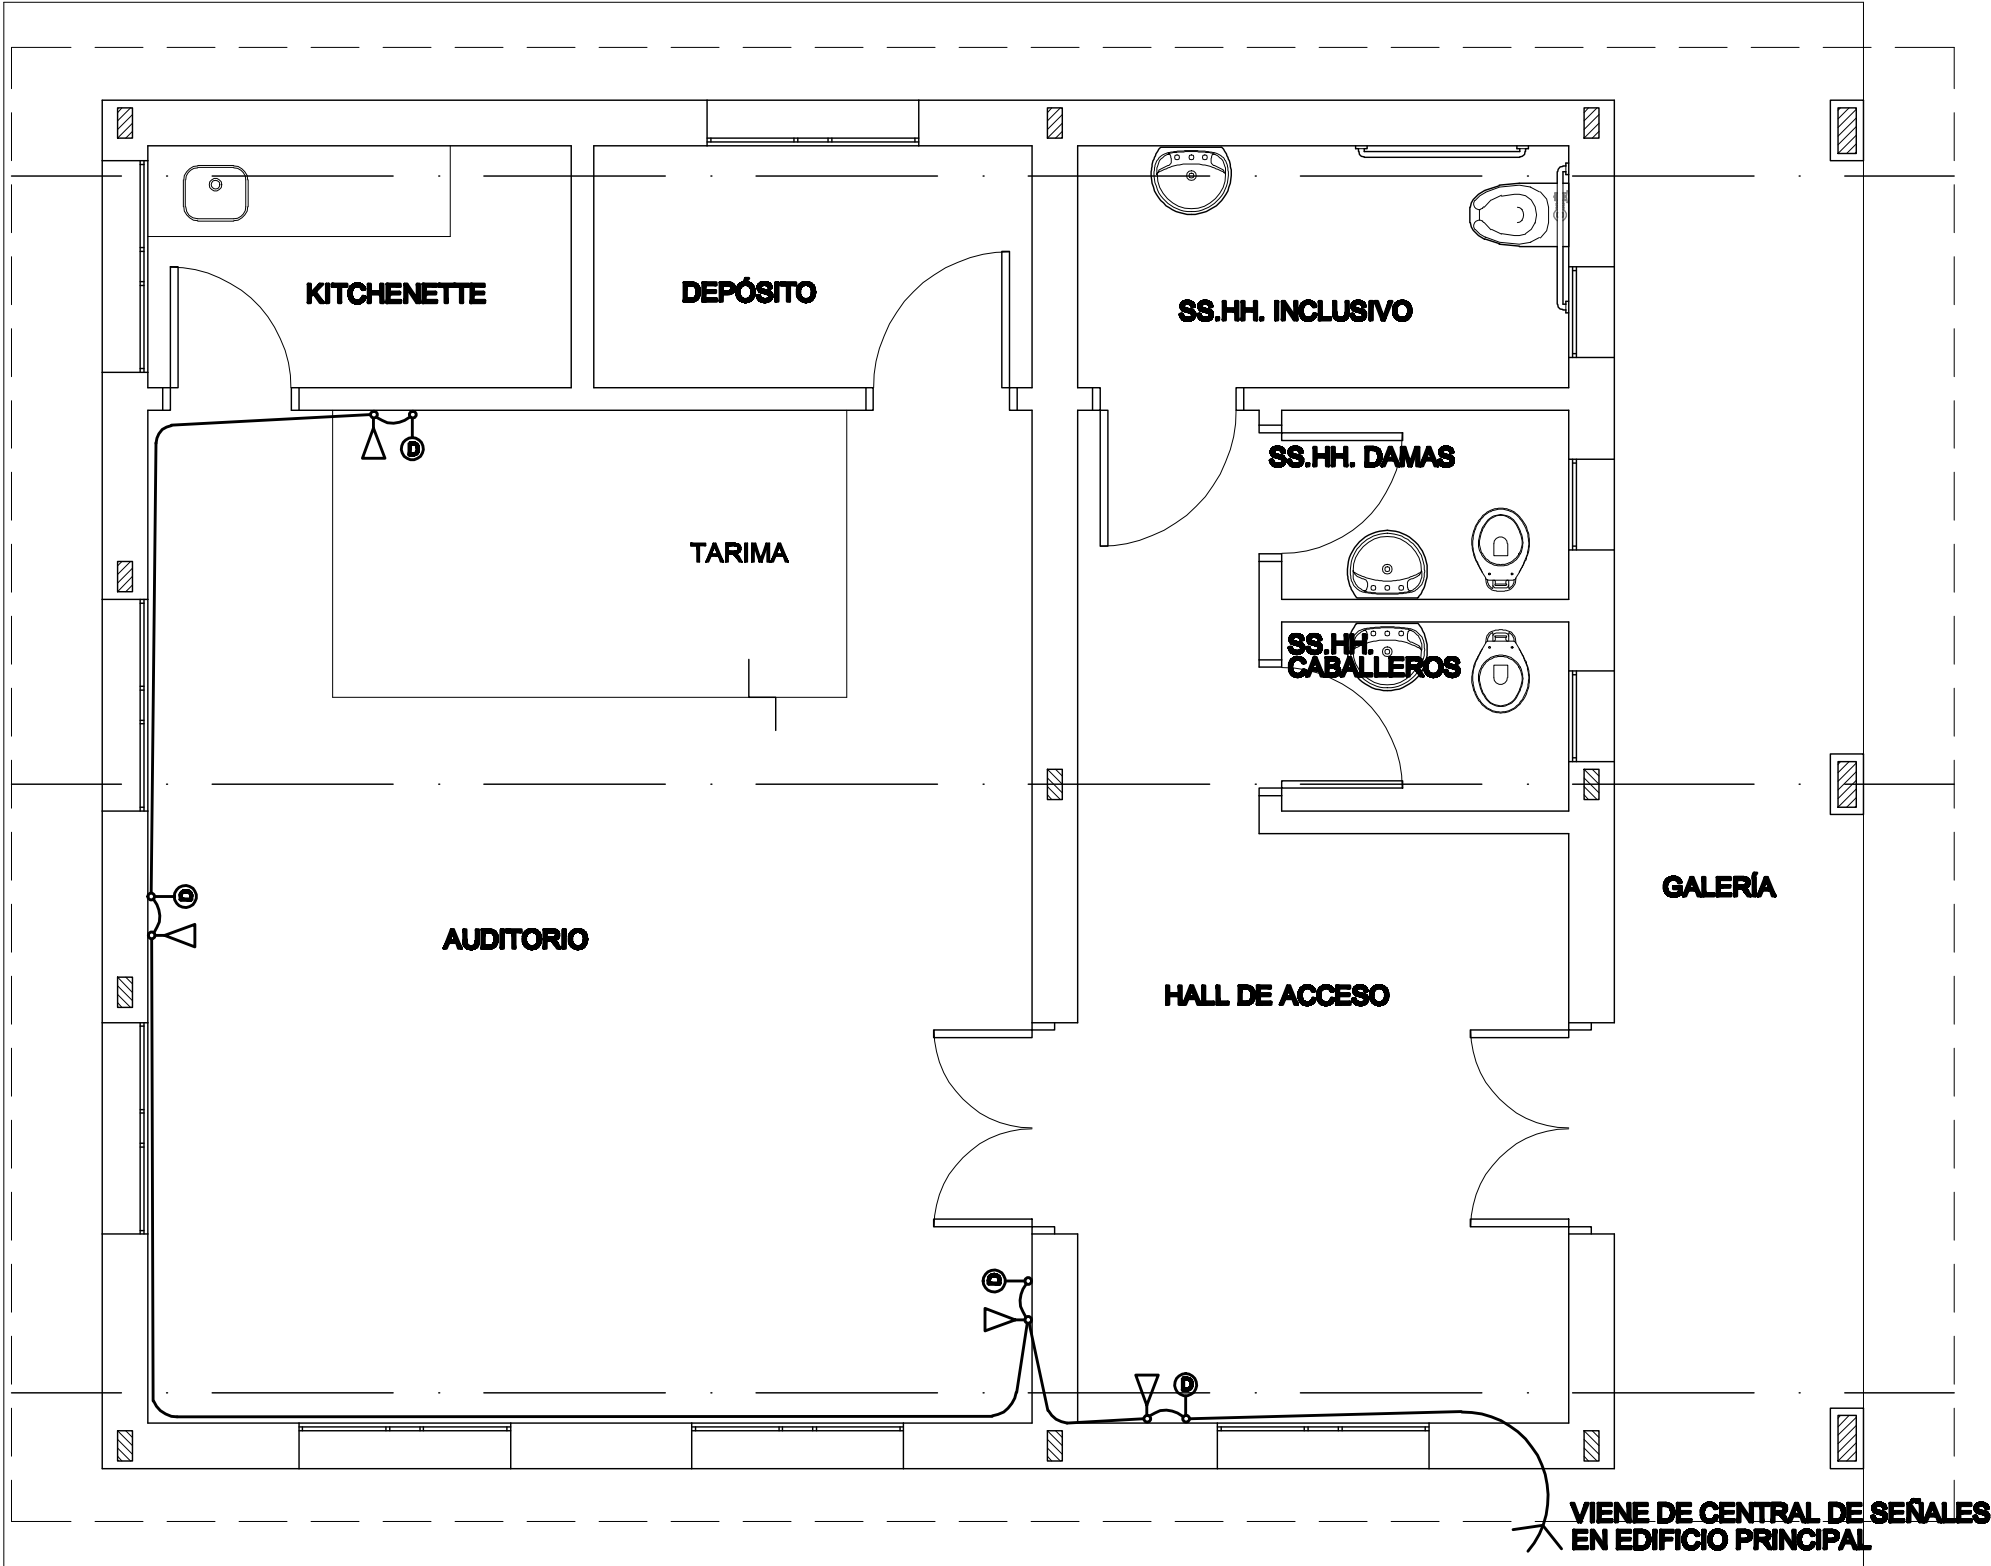 KITCHENETTE
DEPÓSITO
SS.HH. INCLUSIVO
D
SS.HH. DAMAS
TARIMA
SS.HH.
CABALLEROS
D
GALERÍA
AUDITORIO
HALL DE ACCESO
D
D
VIENE DE CENTRAL DE SEÑALES
EN EDIFICIO PRINCIPAL